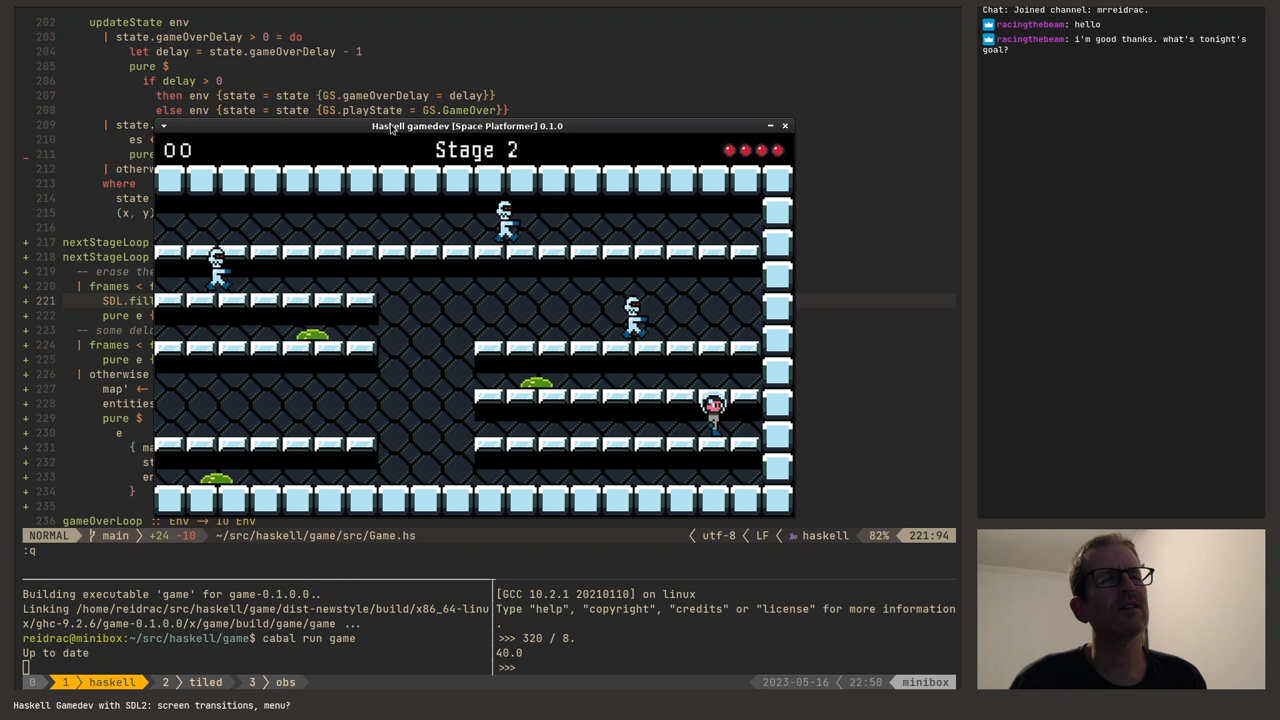 202 updateState env
203 | state.gameOverDelay > 0 = do
204 let delay = state.gameOverDelay - 1
205 pure $
206 if delay > 0
207 then env {state = state {GS.gameOverDelay = delay}}
208 else env {state = state {GS.playState = GS.GameOver}}
209 | state.
Haskell gamedev [Space Platformer] 0.1.0
210 es
_ 211 pure
00 Stage 2
212 | otherw
213 where
214 state
215 (x, y)
216
+ 217 nextStageLoop
+ 218 nextStageLoop
+ 219 -- erase the
+ 220 | frames < f
+ 221 SDL.fill
+ 222 pure e {
+ 223 -- some dela
+ 224 | frames < f
+ 225 pure e {
+ 226 | otherwise
+ 227 map' ←
+ 228 entities
+ 229 pure $
+ 230 e
+ 231 { ma
+ 232 st
+ 233 en
+ 234 }
+ 235
236 gameOverLoop :: Env → IO Env
NORMAL main +24 -10 ~/src/haskell/game/src/Game.hs utf-8 LF haskell 82% 221:94
:q
Building executable 'game' for game-0.1.0.0..
Linking /home/reidrac/src/haskell/game/dist-newstyle/build/x86_64-linu
x/ghc-9.2.6/game-0.1.0.0/x/game/build/game/game ...
reidrac@minibox:~/src/haskell/game$ cabal run game
Up to date
[GCC 10.2.1 20210110] on linux
Type "help", "copyright", "credits" or "license" for more information
.
>>> 320 / 8.
40.0
>>>
0 1 haskell 2 tiled 3 obs 2023-05-16 22:50 minibox
Haskell Gamedev with SDL2: screen transitions, menu?
Chat: Joined channel: mrreidrac.
racingthebeam: hello
racingthebeam: i'm good thanks. what's tonight's
goal?